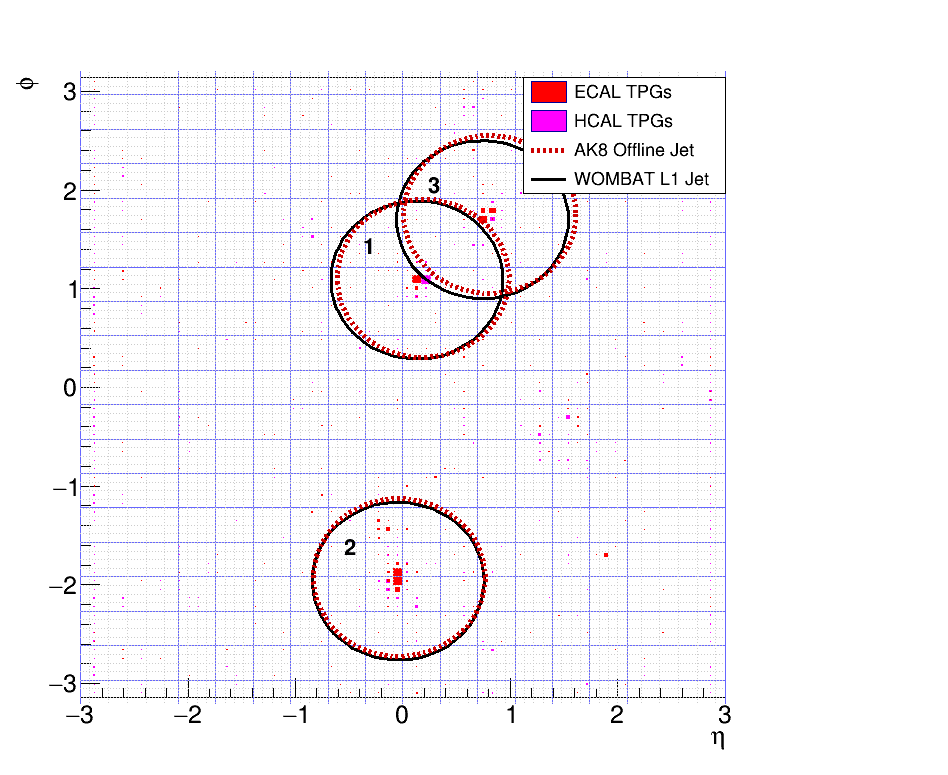 ϕ
3
2
1
0
−1
−2
−3
ECAL TPGs
HCAL TPGs
AK8 Offline Jet
WOMBAT L1 Jet
3
1
2
−3 −2 −1 0 1 2 3
η